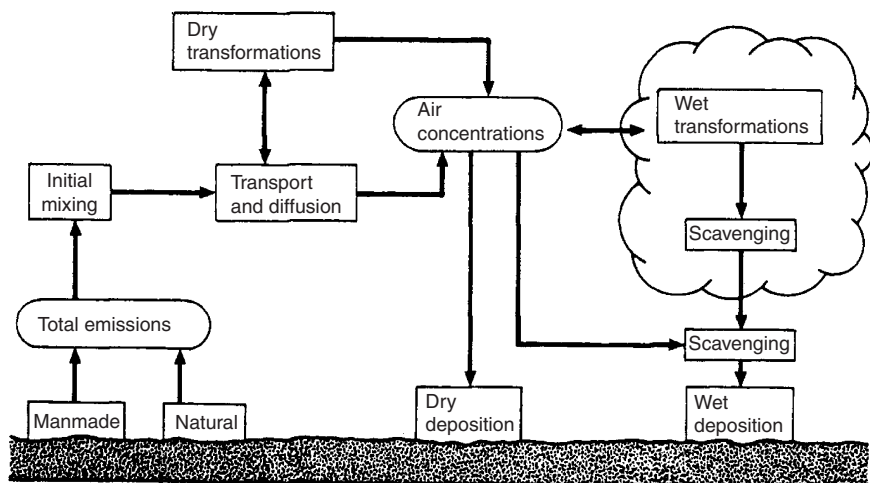 Dry
transformations
Air
concentrations
Wet
transformations
Initial
mixing
Transport
and diffusion
Scavenging
Total emissions
Scavenging
Manmade
Natural
Dry
deposition
Wet
deposition